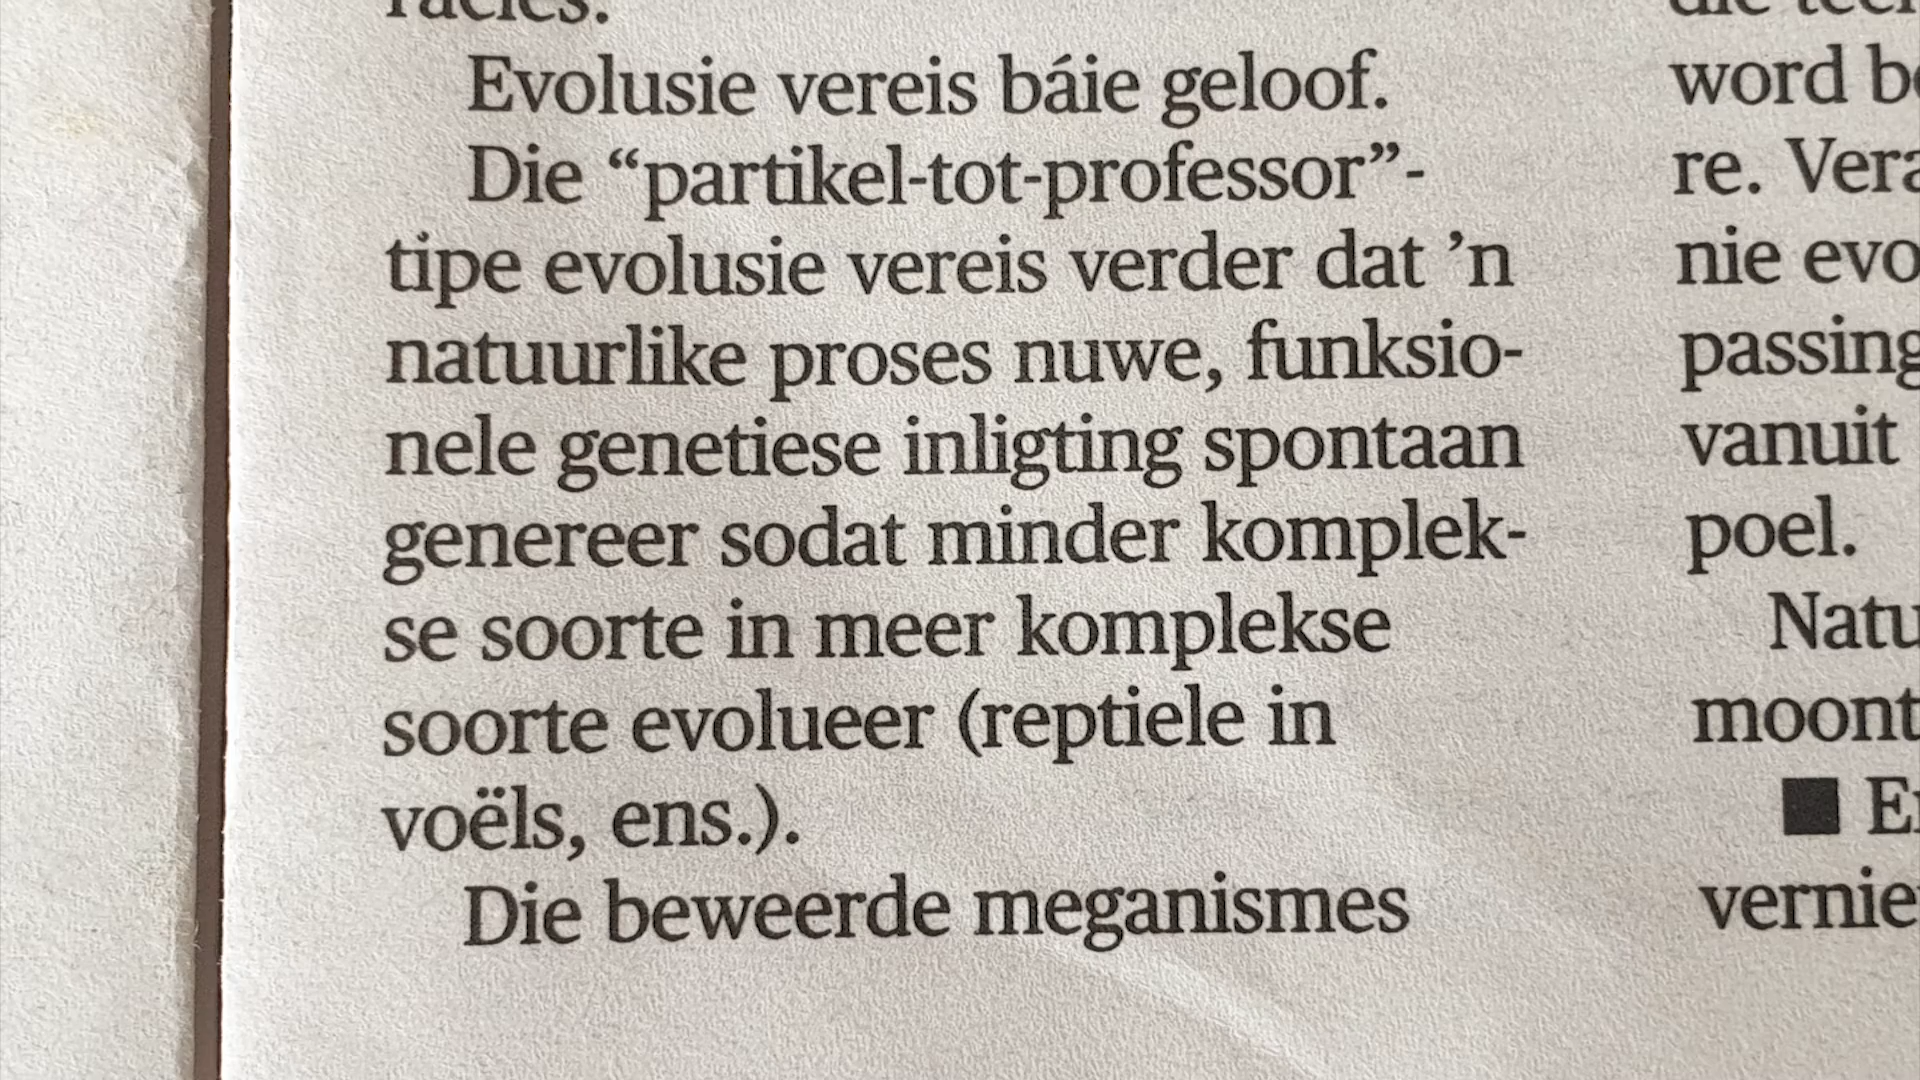 Evolusie vereis báie geloof.
Die “partikel-tot-professor”-
tipe evolusie vereis verder dat ’n
natuurlike proses nuwe, funksio-
nele genetiese inligting spontaan
genereer sodat minder komplek-
se soorte in meer komplekse
soorte evolueer (reptiele in
voëls, ens.).
Die beweerde meganismes
word
re.
nie
passing
vanuit
poel.